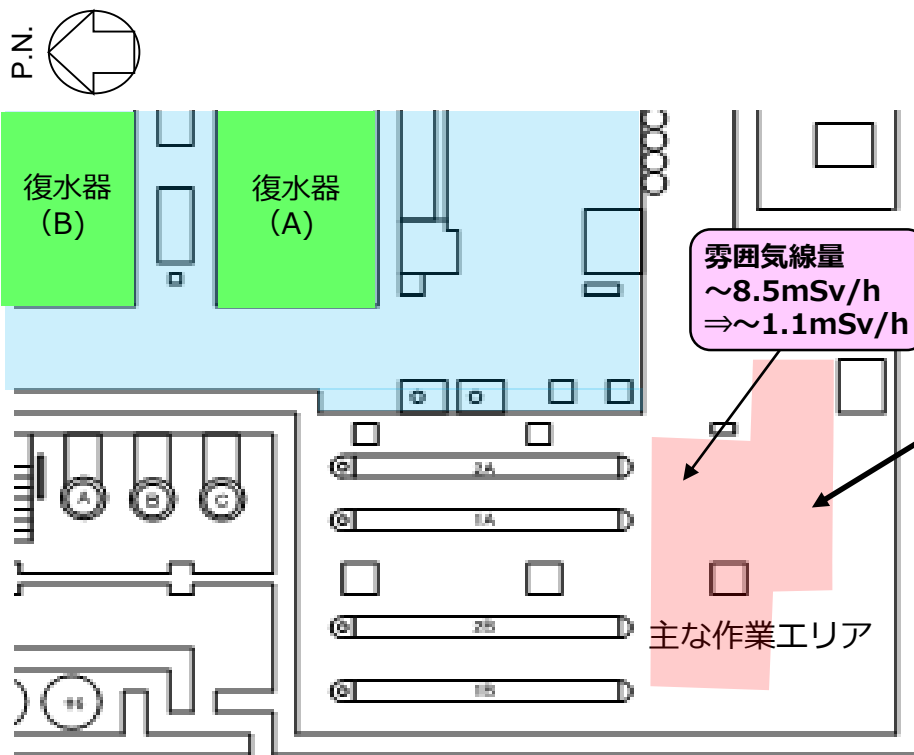 P.N.
復水器
(B)
復水器
(A)
雰囲気線量
～8.5mSv/h
⇒～1.1mSv/h
2A
1A
A
B
C
2B
主な作業エリア
1B